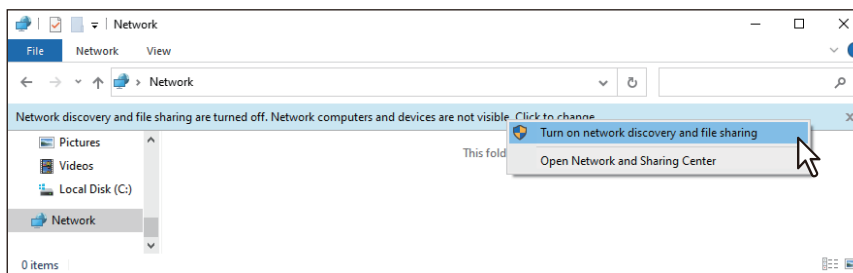 Network
File Network View
Network
Network discovery and file sharing are turned off. Network computers and devices are not visible. Click to change
Turn on network discovery and file sharing
Pictures
This fold
Videos
Open Network and Sharing Center
Local Disk (C:)
Network
0 items